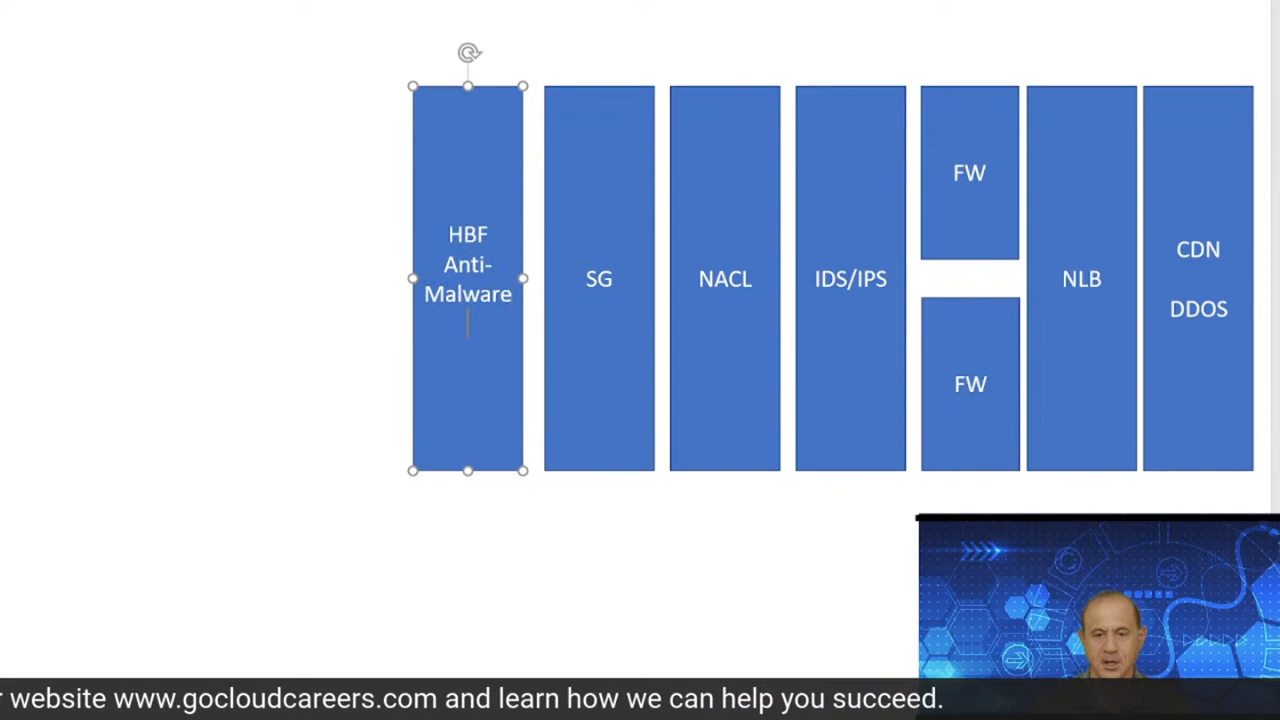 HBF
Anti-
Malware
SG
NACL
IDS/IPS
FW
FW
NLB
CDN
DDOS
r website www.gocloudcareers.com and learn how we can help you succeed.